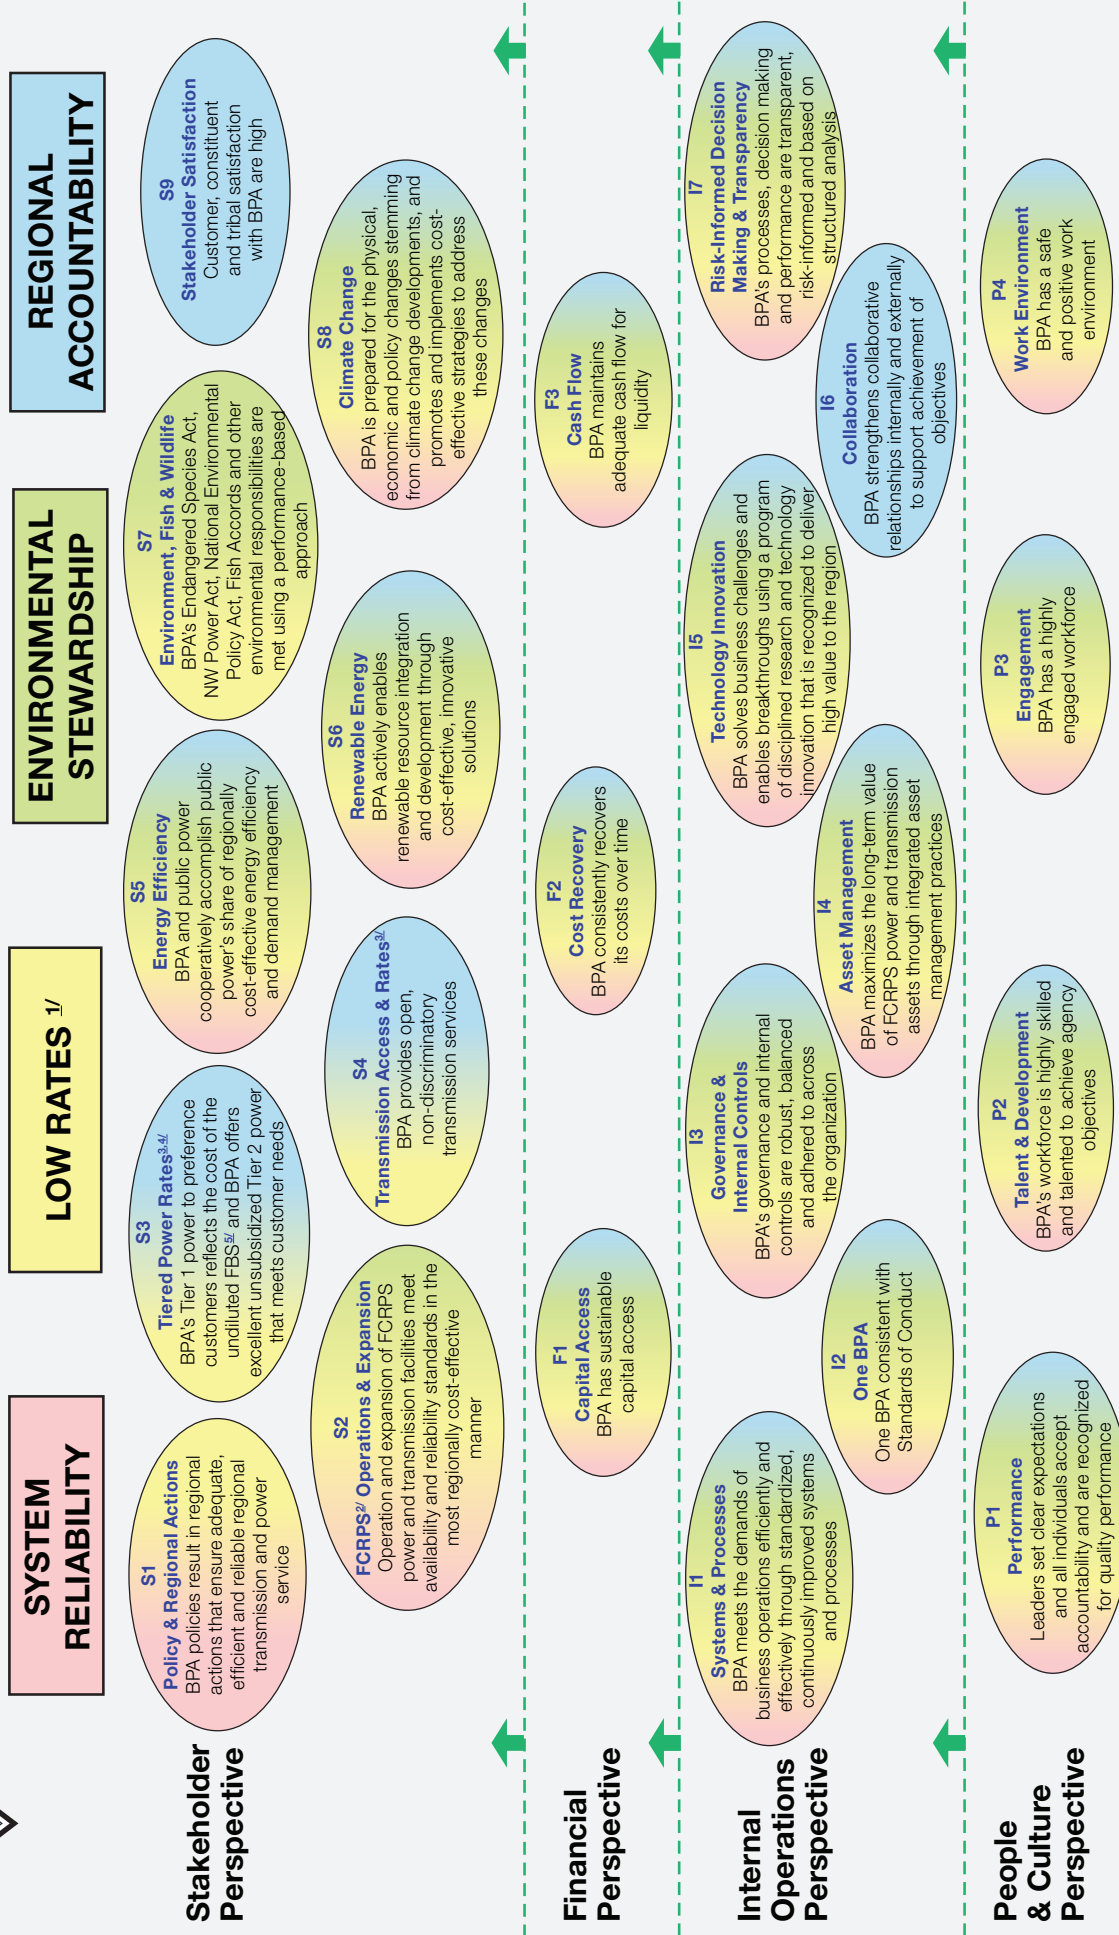 SYSTEM
RELIABILITY
LOW RATES 1/
ENVIRONMENTAL
STEWARDSHIP
REGIONAL
ACCOUNTABILITY
Stakeholder
Perspective
S1
Policy & Regional Actions
BPA policies result in regional
actions that ensure adequate,
efficient and reliable regional
transmission and power
service
S3
Tiered Power Rates3,4/
BPA's Tier 1 power to preference
customers reflects the cost of the
undiluted FBS5/ and BPA offers
excellent unsubsidized Tier 2 power
that meets customer needs
S5
Energy Efficiency
BPA and public power
cooperatively accomplish public
power's share of regionally
cost-effective energy efficiency
and demand management
S7
Environment, Fish & Wildlife
BPA's Endangered Species Act,
NW Power Act, National Environmental
Policy Act, Fish Accords and other
environmental responsibilities are
met using a performance-based
approach
S9
Stakeholder Satisfaction
Customer, constituent
and tribal satisfaction
with BPA are high
S2
FCRPS2/ Operations & Expansion
Operation and expansion of FCRPS
power and transmission facilities meet
availability and reliability standards in the
most regionally cost-effective
manner
S4
Transmission Access & Rates3/
BPA provides open,
non-discriminatory
transmission services
S6
Renewable Energy
BPA actively enables
renewable resource integration
and development through
cost-effective, innovative
solutions
S8
Climate Change
BPA is prepared for the physical,
economic and policy changes stemming
from climate change developments, and
promotes and implements cost-
effective strategies to address
these changes
Financial
Perspective
F1
Capital Access
BPA has sustainable
capital access
F2
Cost Recovery
BPA consistently recovers
its costs over time
F3
Cash Flow
BPA maintains
adequate cash flow for
liquidity
Internal
Operations
Perspective
I1
Systems & Processes
BPA meets the demands of
business operations efficiently and
effectively through standardized,
continuously improved systems
and processes
I3
Governance &
Internal Controls
BPA's governance and internal
controls are robust, balanced
and adhered to across
the organization
I5
Technology Innovation
BPA solves business challenges and
enables breakthroughs using a program
of disciplined research and technology
innovation that is recognized to deliver
high value to the region
I7
Risk-Informed Decision
Making & Transparency
BPA's processes, decision making
and performance are transparent,
risk-informed and based on
structured analysis
I2
One BPA
One BPA consistent with
Standards of Conduct
I4
Asset Management
BPA maximizes the long-term value
of FCRPS power and transmission
assets through integrated asset
management practices
I6
Collaboration
BPA strengthens collaborative
relationships internally and externally
to support achievement of
objectives
People
& Culture
Perspective
P1
Performance
Leaders set clear expectations
and all individuals accept
accountability and are recognized
for quality performance
P2
Talent & Development
BPA's workforce is highly skilled
and talented to achieve agency
objectives
P3
Engagement
BPA has a highly
engaged workforce
P4
Work Environment
BPA has a safe
and positive work
environment